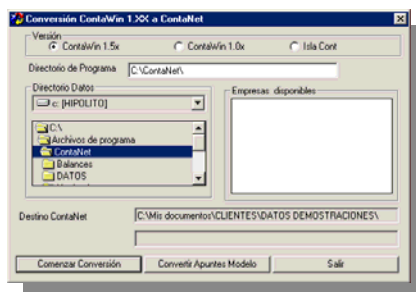 Conversión ContaWin 1.XX a ContaNet
Versión
ContaWin 1.5x
ContaWin 1.0x
Isla Cont
Directorio de Programa
C:\ContaNet\
Directorio Datos
Empresas disponibles
c: [HIPOLITO]
C:\
Archivos de programa
ContaNet
Balances
DATOS
Destino ContaNet
C:\Mis documentos\CLIENTES\DATOS DEMOSTRACIONES\
Comenzar Conversión
Convertir Apuntes Modelo
Salir